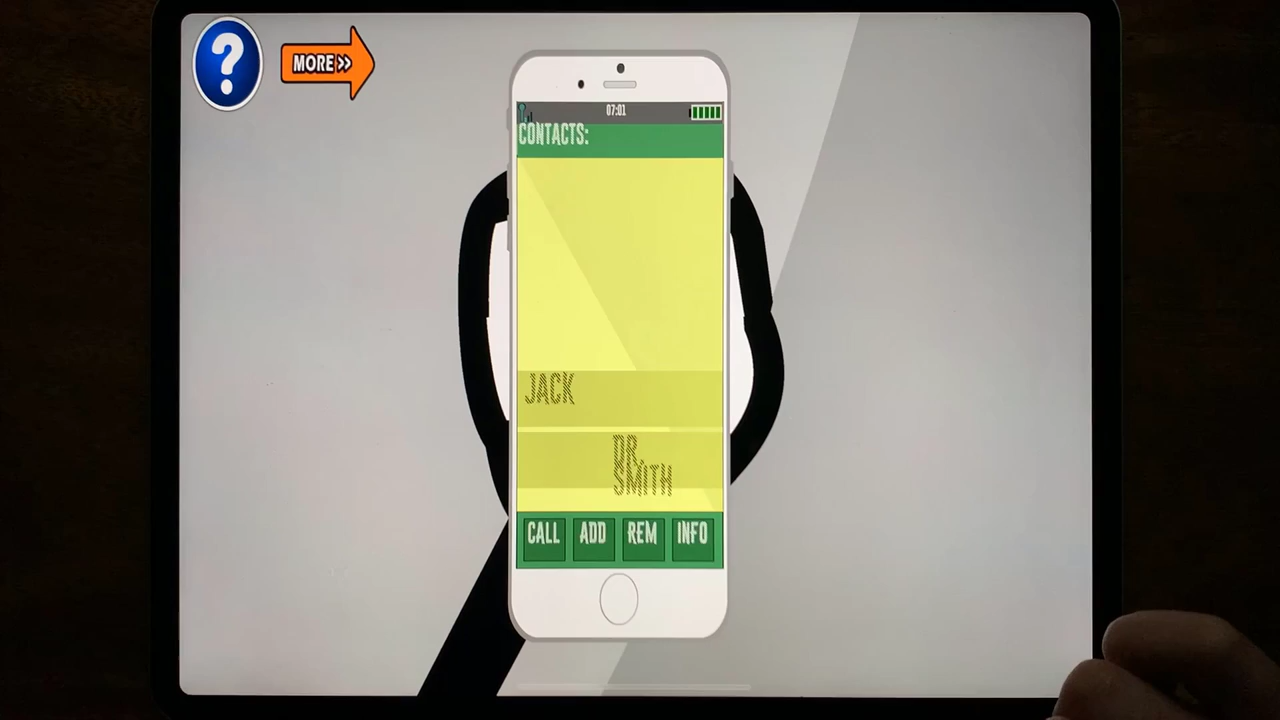 ?
MORE >>
07:01
CONTACTS:
JACK
DR.
SMITH
CALL ADD REM INFO